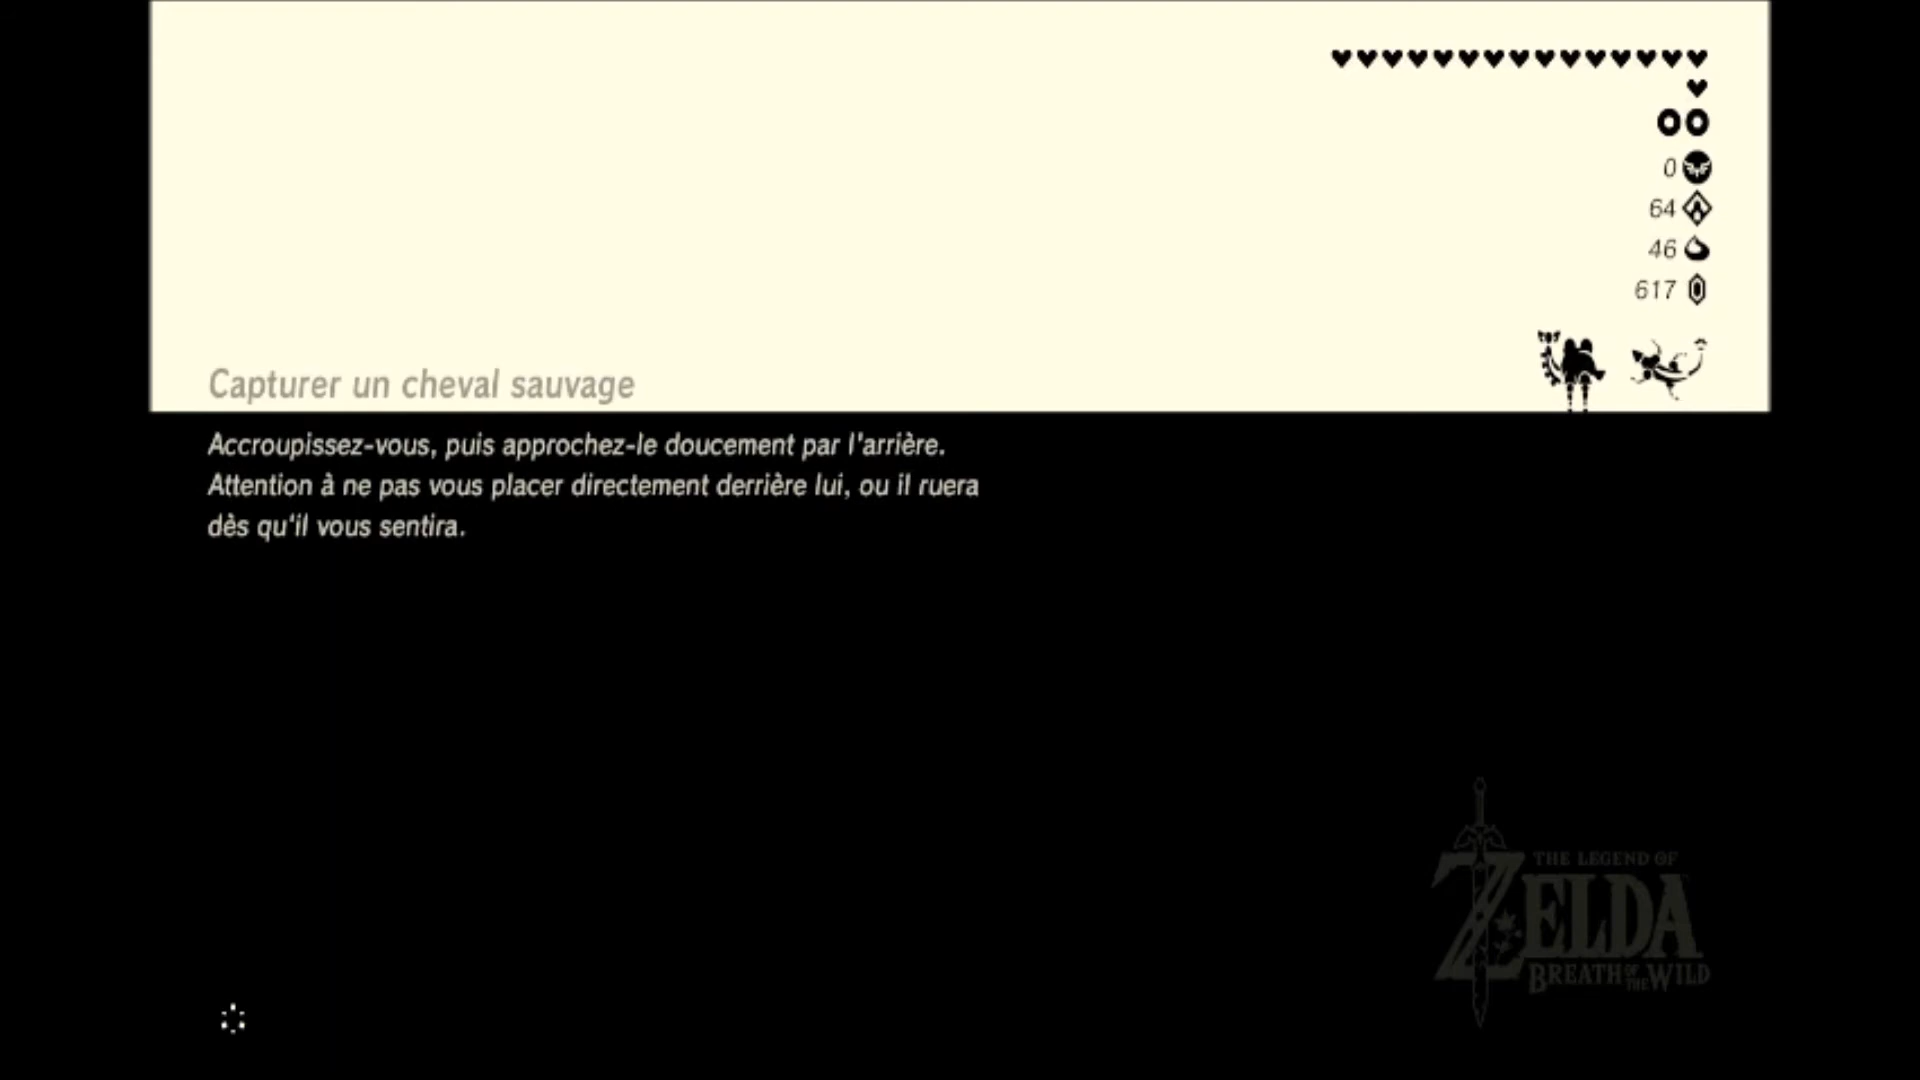 0
64
46
617
Capturer un cheval sauvage
Accroupissez-vous, puis approchez-le doucement par l'arrière.
Attention à ne pas vous placer directement derrière lui, ou il ruera
dès qu'il vous sentira.
THE LEGEND OF
ZELDA
BREATH OF THE WILD